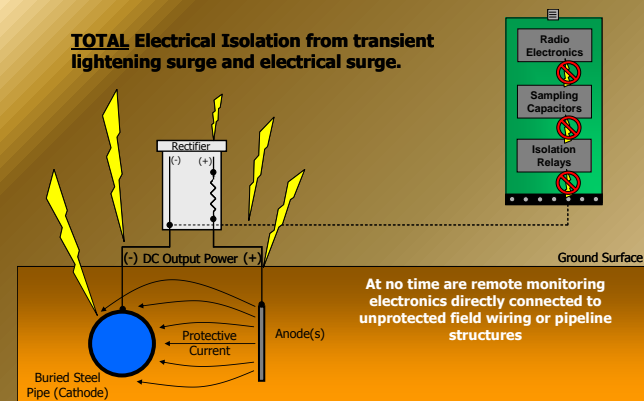 TOTAL Electrical Isolation from transient
lightening surge and electrical surge.
Radio
Electronics
Sampling
Capacitors
Isolation
Relays
Rectifier
(-) (+)
(-) DC Output Power (+)
Ground Surface
At no time are remote monitoring
electronics directly connected to
unprotected field wiring or pipeline
structures
Protective
Current
Anode(s)
Buried Steel
Pipe (Cathode)